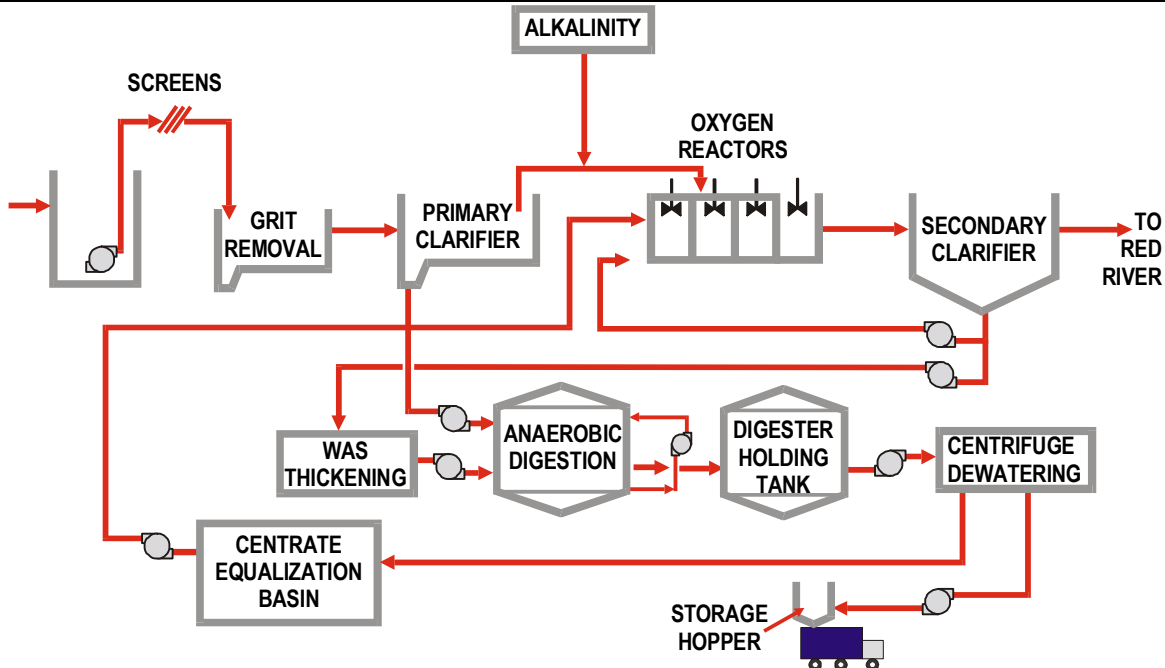 ALKALINITY
SCREENS
OXYGEN
REACTORS
GRIT
REMOVAL
PRIMARY
CLARIFIER
SECONDARY
CLARIFIER
TO
RED
RIVER
WAS
THICKENING
ANAEROBIC
DIGESTION
DIGESTER
HOLDING
TANK
CENTRIFUGE
DEWATERING
CENTRATE
EQUALIZATION
BASIN
STORAGE
HOPPER